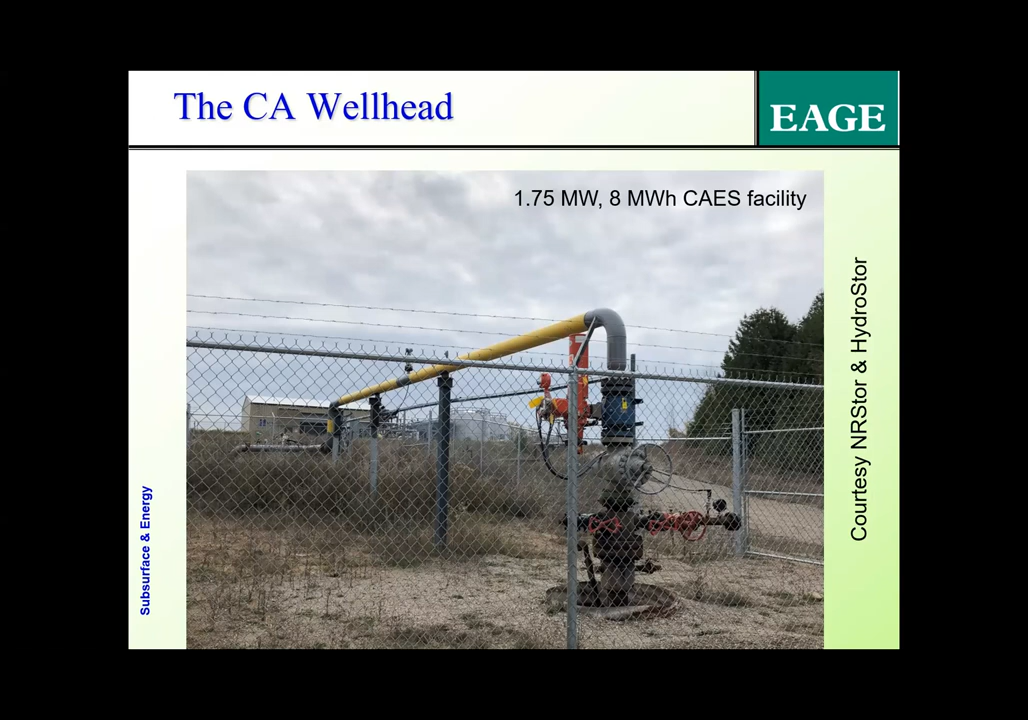 The CA Wellhead
EAGE
1.75 MW, 8 MWh CAES facility
Courtesy NRStor & HydroStor
Subsurface & Energy